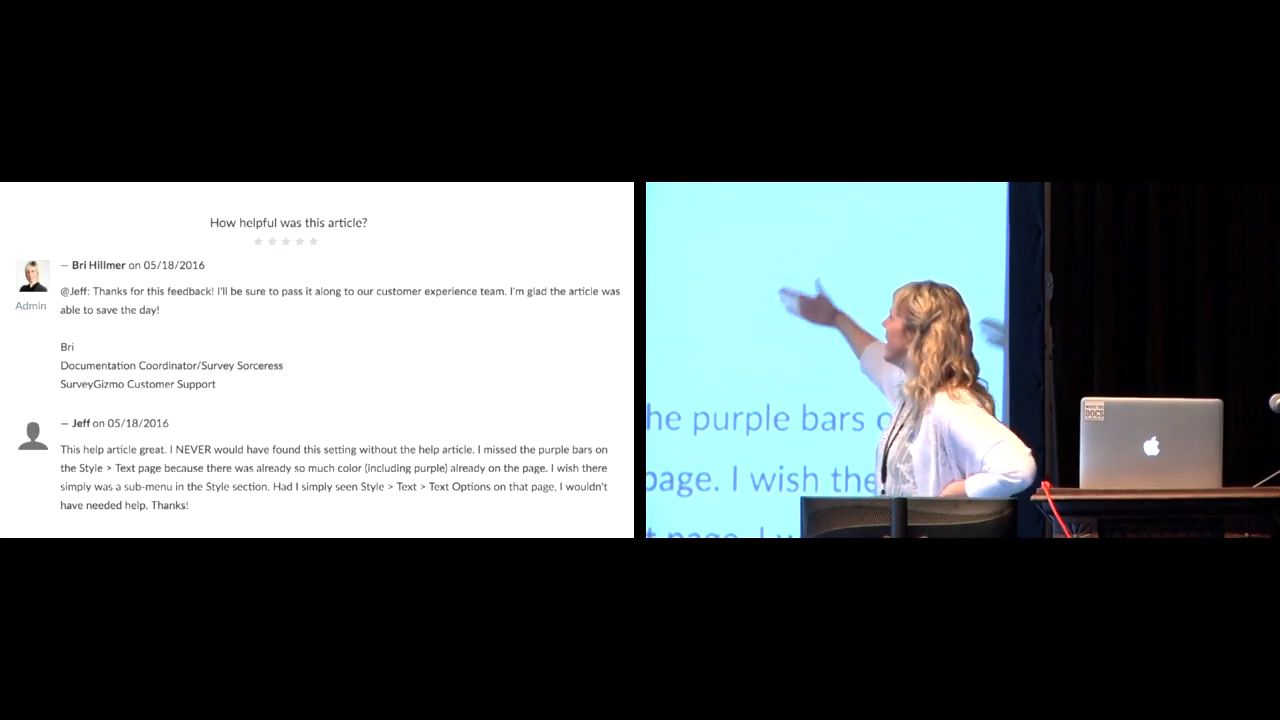 How helpful was this article?
— Bri Hillmer on 05/18/2016
@Jeff: Thanks for this feedback! I'll be sure to pass it along to our customer experience team. I'm glad the article was
able to save the day!
Admin
Bri
Documentation Coordinator/Survey Sorceress
SurveyGizmo Customer Support
— Jeff on 05/18/2016
This help article great. I NEVER would have found this setting without the help article. I missed the purple bars on
the Style > Text page because there was already so much color (including purple) already on the page. I wish there
simply was a sub-menu in the Style section. Had I simply seen Style > Text > Text Options on that page, I wouldn't
have needed help. Thanks!
he purple bars o
page. I wish the
t page, I w
WRITE THE
DOCS